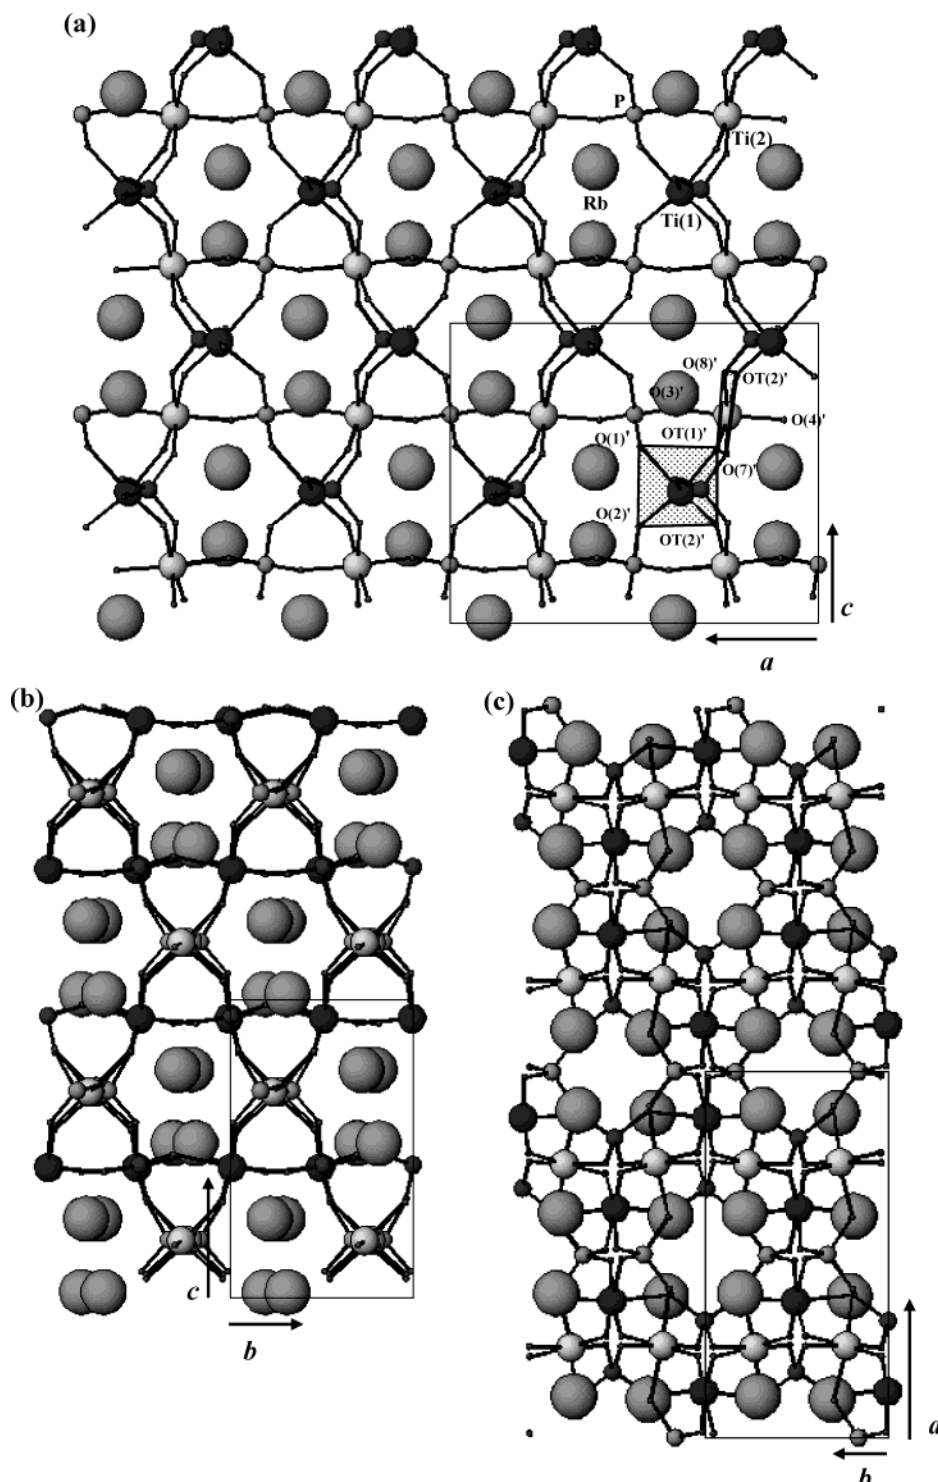 (a)
P
Ti(2)
Rb
Ti(1)
O(8)'
OT(2)'
O(3)'
O(4)'
O(1)'
OT(1)'
O(7)'
O(2)'
OT(2)'
c
a
(b)
(c)
c
b
a
b